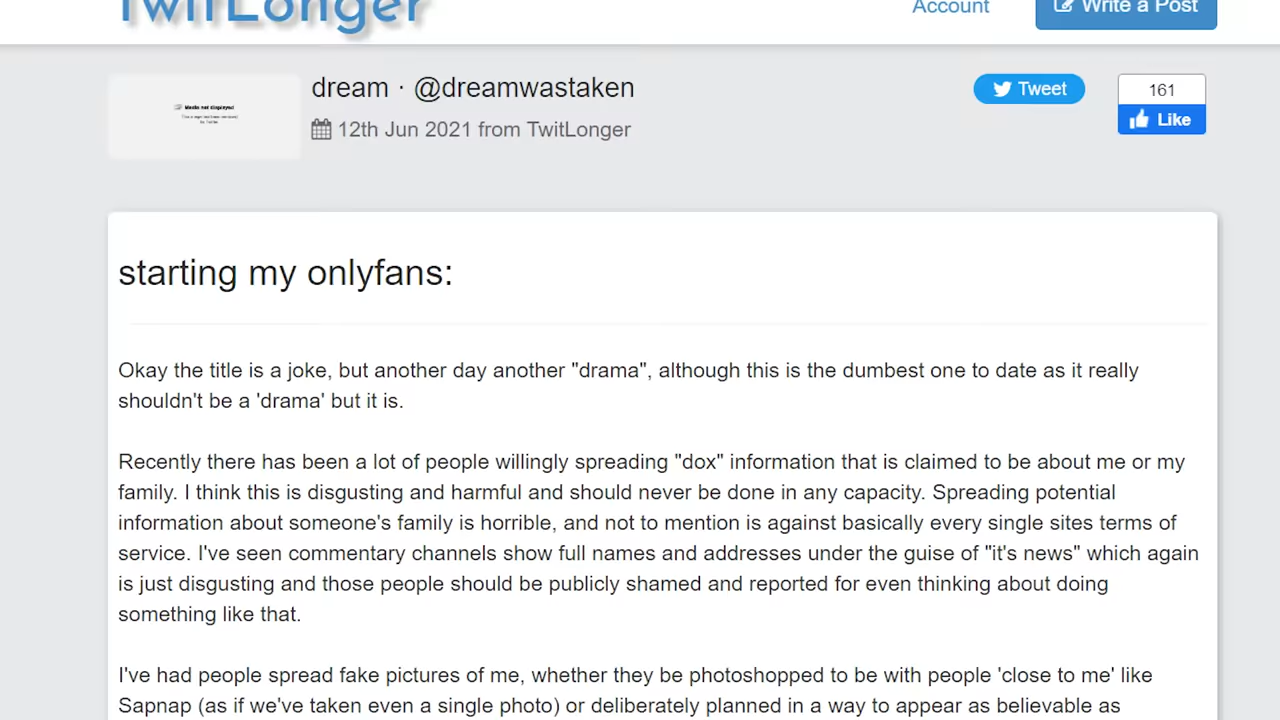 TwitLonger
Account
Write a Post
dream · @dreamwastaken
12th Jun 2021 from TwitLonger
Tweet
161
Like
Media not displayed
starting my onlyfans:
Okay the title is a joke, but another day another "drama", although this is the dumbest one to date as it really
shouldn't be a 'drama' but it is.
Recently there has been a lot of people willingly spreading "dox" information that is claimed to be about me or my
family. I think this is disgusting and harmful and should never be done in any capacity. Spreading potential
information about someone's family is horrible, and not to mention is against basically every single sites terms of
service. I've seen commentary channels show full names and addresses under the guise of "it's news" which again
is just disgusting and those people should be publicly shamed and reported for even thinking about doing
something like that.
I've had people spread fake pictures of me, whether they be photoshopped to be with people 'close to me' like
Sapnap (as if we've taken even a single photo) or deliberately planned in a way to appear as believable as